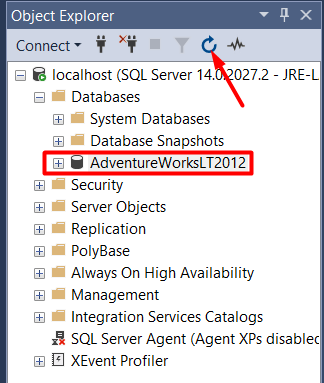 Object Explorer
Connect
localhost (SQL Server 14.0.2027.2 - JRE-L
Databases
System Databases
Database Snapshots
AdventureWorksLT2012
Security
Server Objects
Replication
PolyBase
Always On High Availability
Management
Integration Services Catalogs
SQL Server Agent (Agent XPs disabled
XEvent Profiler